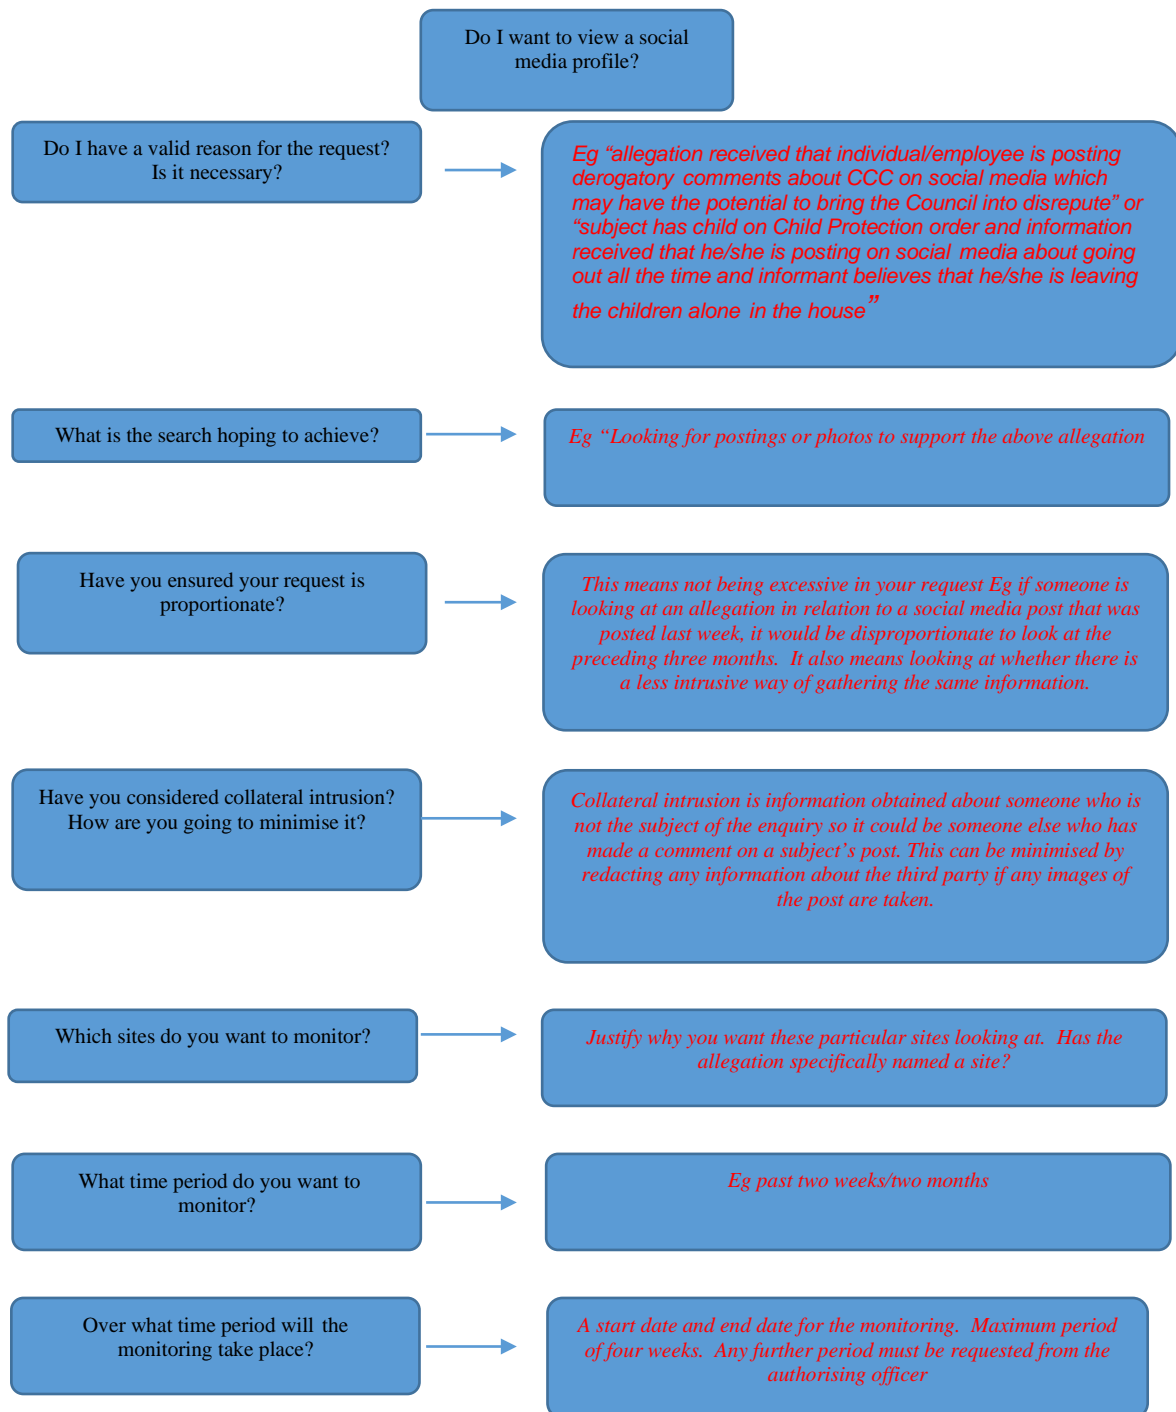 Do I want to view a social
media profile?
Do I have a valid reason for the request?
Is it necessary?
Eg “allegation received that individual/employee is posting
derogatory comments about CCC on social media which
may have the potential to bring the Council into disrepute” or
“subject has child on Child Protection order and information
received that he/she is posting on social media about going
out all the time and informant believes that he/she is leaving
the children alone in the house”
What is the search hoping to achieve?
Eg “Looking for postings or photos to support the above allegation
Have you ensured your request is
proportionate?
This means not being excessive in your request Eg if someone is
looking at an allegation in relation to a social media post that was
posted last week, it would be disproportionate to look at the
preceding three months.  It also means looking at whether there is
a less intrusive way of gathering the same information.
Have you considered collateral intrusion?
How are you going to minimise it?
Collateral intrusion is information obtained about someone who is
not the subject of the enquiry so it could be someone else who has
made a comment on a subject’s post. This can be minimised by
redacting any information about the third party if any images of
the post are taken.
Which sites do you want to monitor?
Justify why you want these particular sites looking at.  Has the
allegation specifically named a site?
What time period do you want to
monitor?
Eg past two weeks/two months
Over what time period will the
monitoring take place?
A start date and end date for the monitoring.  Maximum period
of four weeks.  Any further period must be requested from the
authorising officer